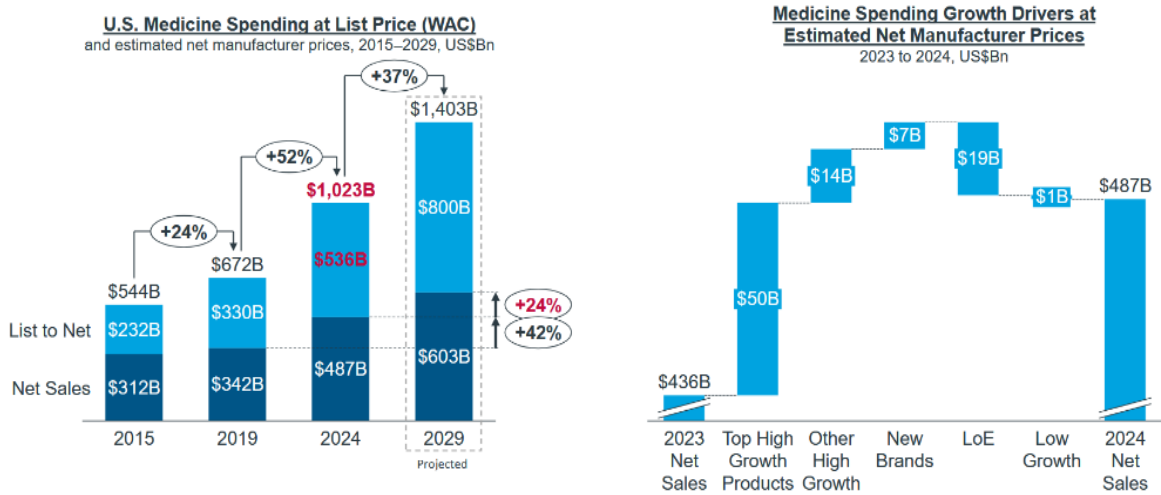 U.S. Medicine Spending at List Price (WAC)
and estimated net manufacturer prices, 2015–2029, US$Bn
+37%
$1,403B
+52%
$1,023B
$800B
+24%
$672B
$536B
$544B
+24%
List to Net
$232B
$330B
+42%
Net Sales
$312B
$342B
$487B
$603B
2015
2019
2024
2029
Projected
Medicine Spending Growth Drivers at
Estimated Net Manufacturer Prices
2023 to 2024, US$Bn
$436B
$50B
$14B
$7B
$19B
$1B
$487B
2023
Net
Sales
Top High
Growth
Products
Other
High
Growth
New
Brands
LoE
Low
Growth
2024
Net
Sales